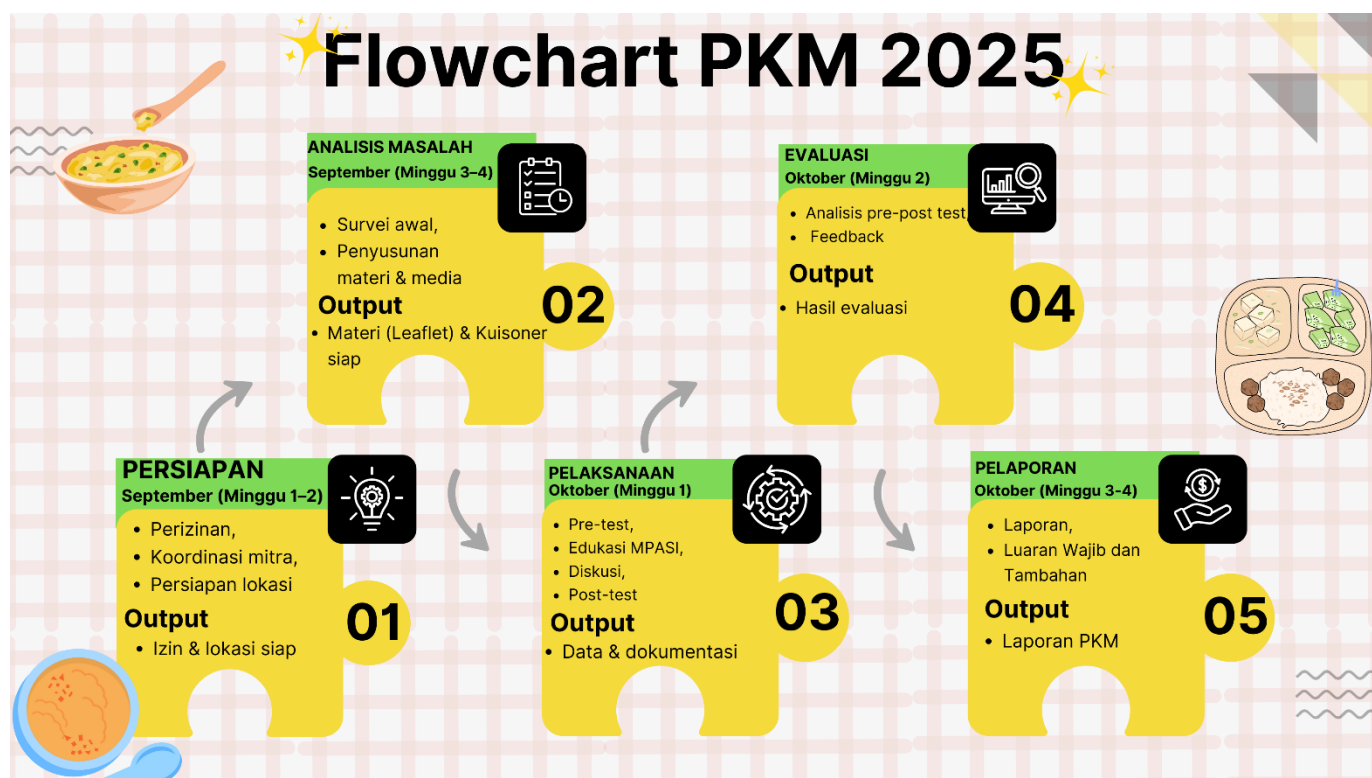 Flowchart PKM 2025
PERSIAPAN
September (Minggu 1–2)
• Perizinan,
• Koordinasi mitra,
• Persiapan lokasi
Output
• Izin & lokasi siap
01
ANALISIS MASALAH
September (Minggu 3–4)
• Survei awal,
• Penyusunan
materi & media
Output
• Materi (Leaflet) & Kuisoner
siap
02
PELAKSANAAN
Oktober (Minggu 1)
• Pre-test,
• Edukasi MPASI,
• Diskusi,
• Post-test
Output
• Data & dokumentasi
03
EVALUASI
Oktober (Minggu 2)
• Analisis pre-post test,
• Feedback
Output
• Hasil evaluasi
04
PELAPORAN
Oktober (Minggu 3-4)
• Laporan,
• Luaran Wajib dan
Tambahan
Output
• Laporan PKM
05